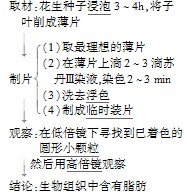 取材:花生种子浸泡3~4h,将子
叶削成薄片
(1)取最理想的薄片
(2)在薄片上滴2~3滴苏
制片
丹Ⅲ染液,染色2~3 min
(3)洗去浮色
(4)制成临时装片
观察:在低倍镜下寻找到已着色的
圆形小颗粒
然后用高倍镜观察
结论:生物组织中含有脂肪